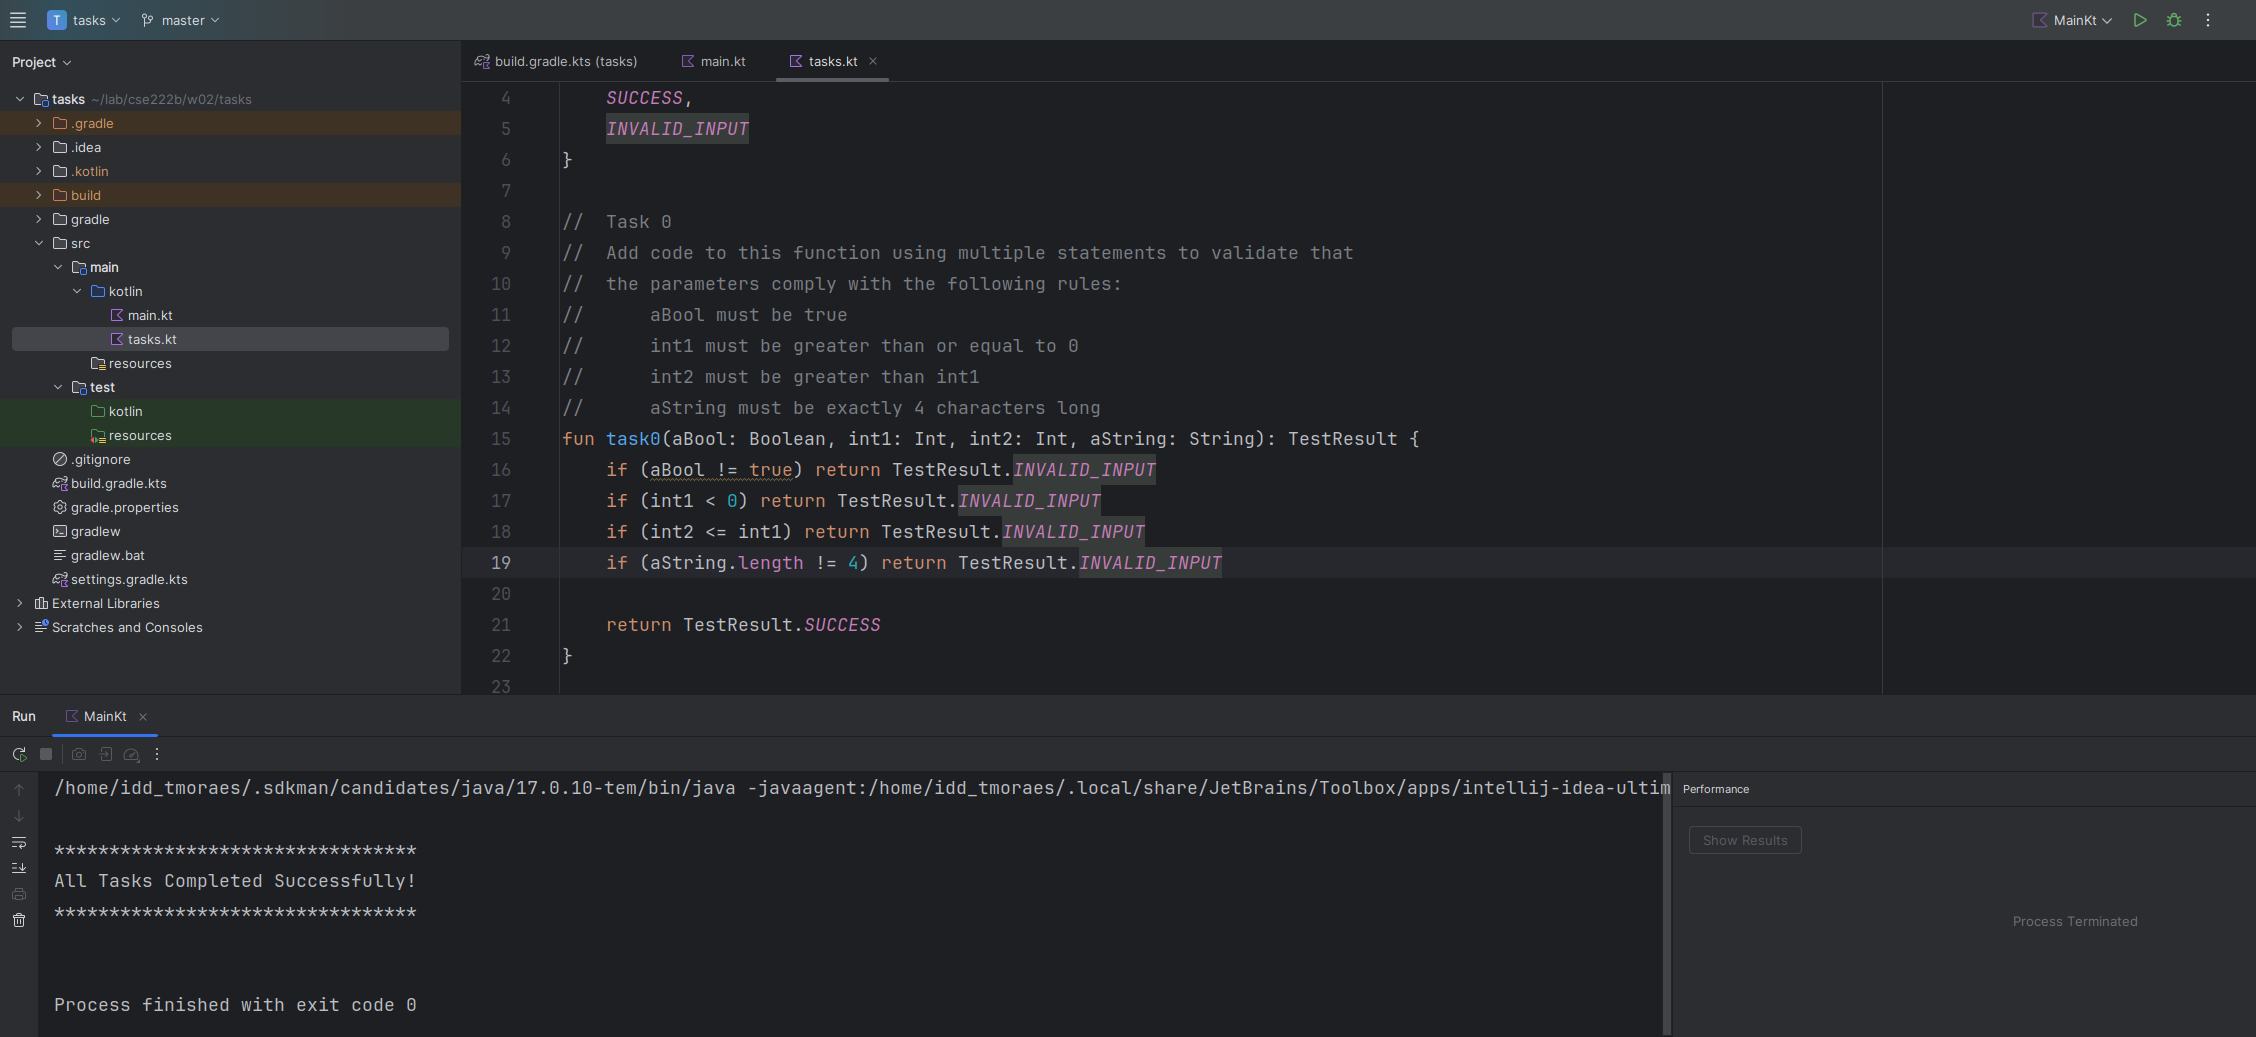 T tasks master MainKt
Project
tasks ~/lab/cse222b/w02/tasks
.gradle
.idea
.kotlin
build
gradle
src
main
kotlin
main.kt
tasks.kt
resources
test
kotlin
resources
.gitignore
build.gradle.kts
gradle.properties
gradlew
gradlew.bat
settings.gradle.kts
External Libraries
Scratches and Consoles
build.gradle.kts (tasks) main.kt tasks.kt
4 SUCCESS,
5 INVALID_INPUT
6 }
7
8 // Task 0
9 // Add code to this function using multiple statements to validate that
10 // the parameters comply with the following rules:
11 // aBool must be true
12 // int1 must be greater than or equal to 0
13 // int2 must be greater than int1
14 // aString must be exactly 4 characters long
15 fun task0(aBool: Boolean, int1: Int, int2: Int, aString: String): TestResult {
16 if (aBool != true) return TestResult.INVALID_INPUT
17 if (int1 < 0) return TestResult.INVALID_INPUT
18 if (int2 <= int1) return TestResult.INVALID_INPUT
19 if (aString.length != 4) return TestResult.INVALID_INPUT
20
21 return TestResult.SUCCESS
22 }
23
Run MainKt
/home/idd_tmoraes/.sdkman/candidates/java/17.0.10-tem/bin/java -javaagent:/home/idd_tmoraes/.local/share/JetBrains/Toolbox/apps/intellij-idea-ultim
*********************************
All Tasks Completed Successfully!
*********************************
Process finished with exit code 0
Performance
Show Results
Process Terminated